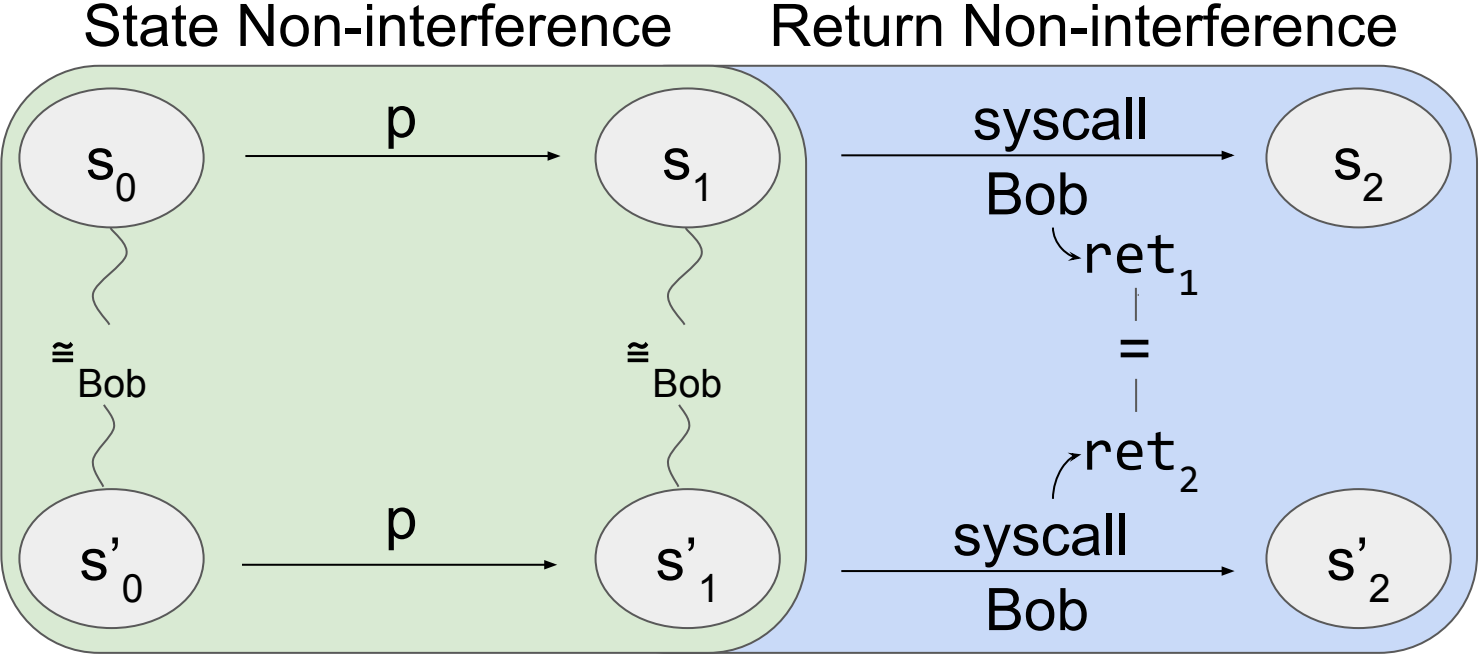 State Non-interference
Return Non-interference
s₀
p
s₁
syscall
Bob
s₂
ret₁
≅Bob
≅Bob
=
ret₂
s’₀
p
s’₁
syscall
Bob
s’₂